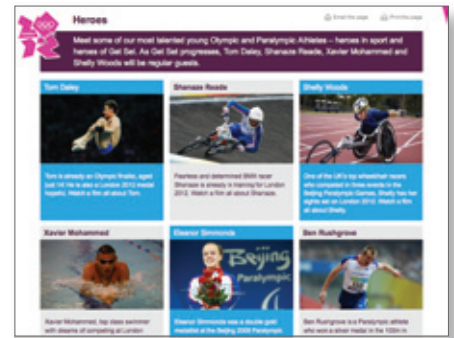 Heroes
Email this page Print this page
Meet some of our most talented young Olympic and Paralympic Athletes – heroes in sport and
heroes of Get Set. As Get Set progresses, Tom Daley, Shanaze Reade, Xavier Mohammed and
Shelly Woods will be regular guests.
Tom Daley
Shanaze Reade
Shelly Woods
Tom is already an Olympic finalist, aged
just 14! He is also a London 2012 medal
hopeful. Watch a film all about Tom.
Fearless and determined BMX racer
Shanaze is already in training for London
2012. Watch a film all about Shanaze.
One of the UK's top wheelchair racers
who competed in three events in the
Beijing Paralympic Games, Shelly has her
sights set on London 2012. Watch a film
all about Shelly.
Xavier Mohammed
Eleanor Simmonds
Ben Rushgrove
Beijing
Paralympic
Xavier Mohammed, top class swimmer
with dreams of competing at London
Eleanor Simmonds was a double gold
medallist at the Beijing 2008 Paralympic
Ben Rushgrove is a Paralympic athlete
who won a silver medal in the 100m in